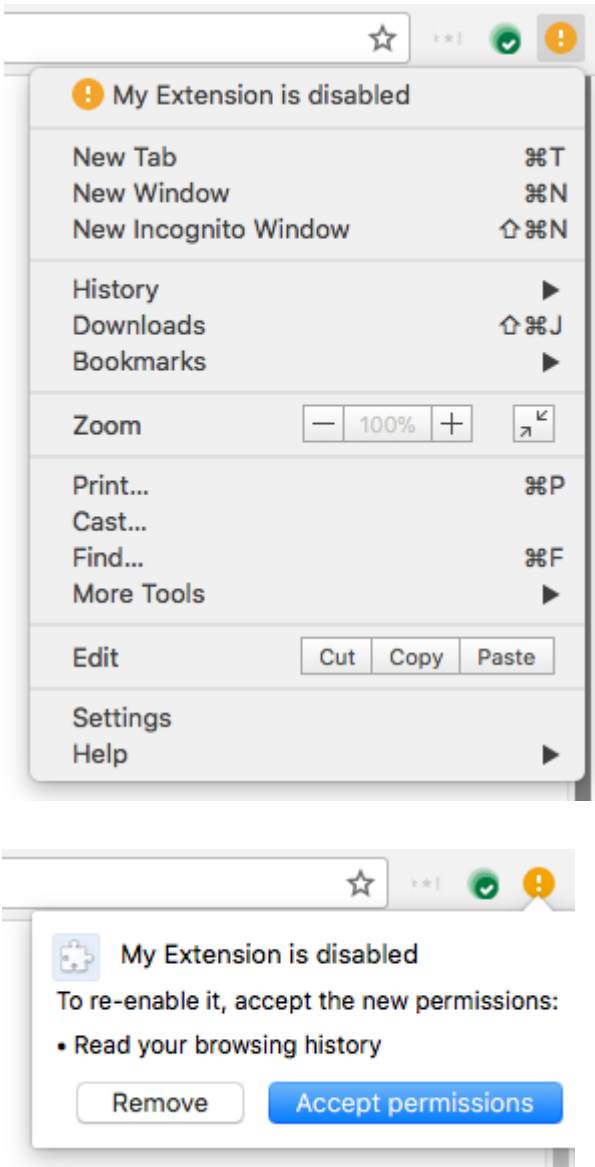 My Extension is disabled
New Tab ⌘T
New Window ⌘N
New Incognito Window ⇧⌘N
History ▶
Downloads ⇧⌘J
Bookmarks ▶
Zoom — 100% +
Print... ⌘P
Cast...
Find... ⌘F
More Tools ▶
Edit Cut Copy Paste
Settings
Help ▶
My Extension is disabled
To re-enable it, accept the new permissions:
• Read your browsing history
Remove Accept permissions